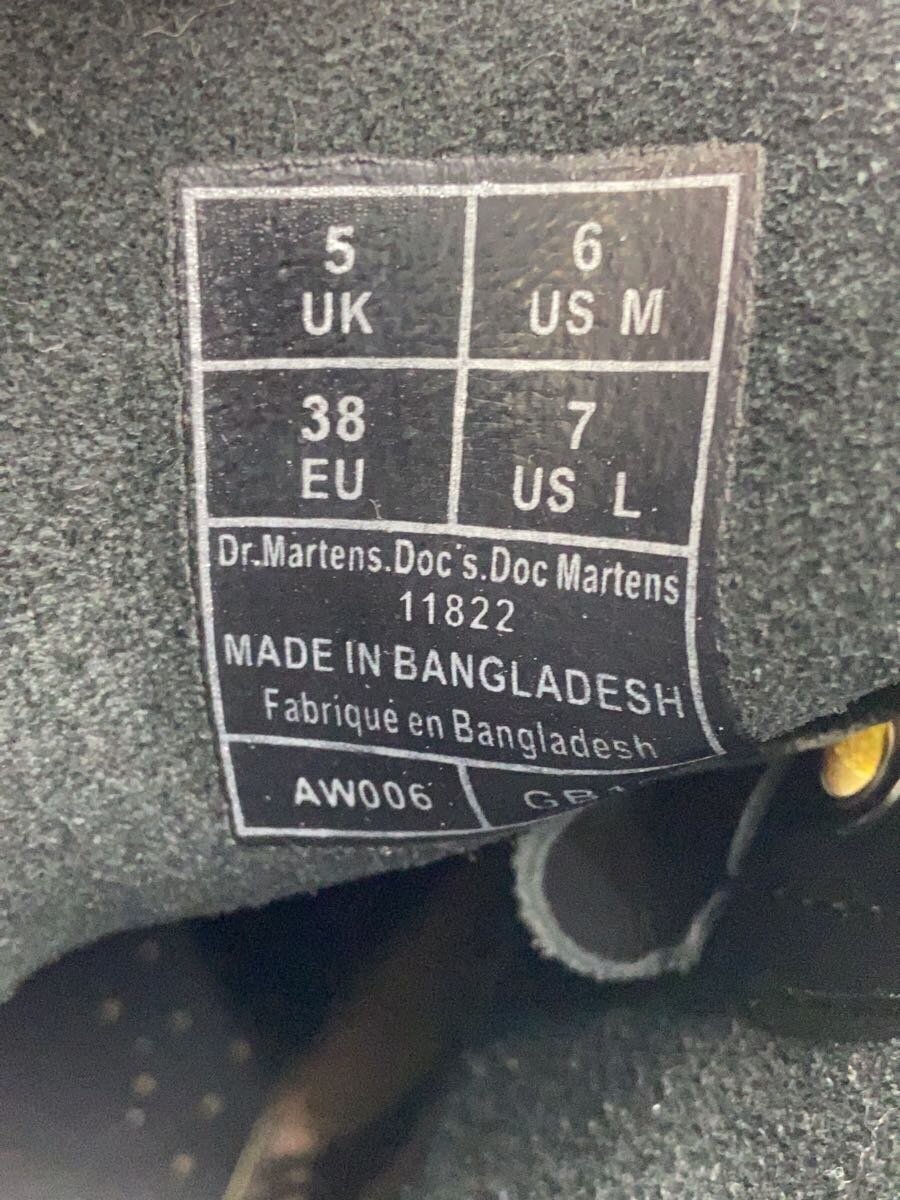 5
UK
6
US M
38
EU
7
US L
Dr.Martens.Doc's.Doc Martens
11822
MADE IN BANGLADESH
Fabriqué en Bangladesh
AW006